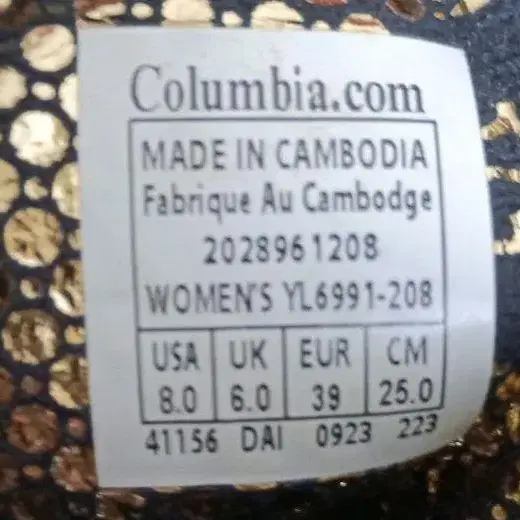 Columbia.com
MADE IN CAMBODIA
Fabrique Au Cambodge
2028961208
WOMEN'S YL6991-208
USA UK EUR CM
8.0 6.0 39 25.0
41156 DAI 0923 223